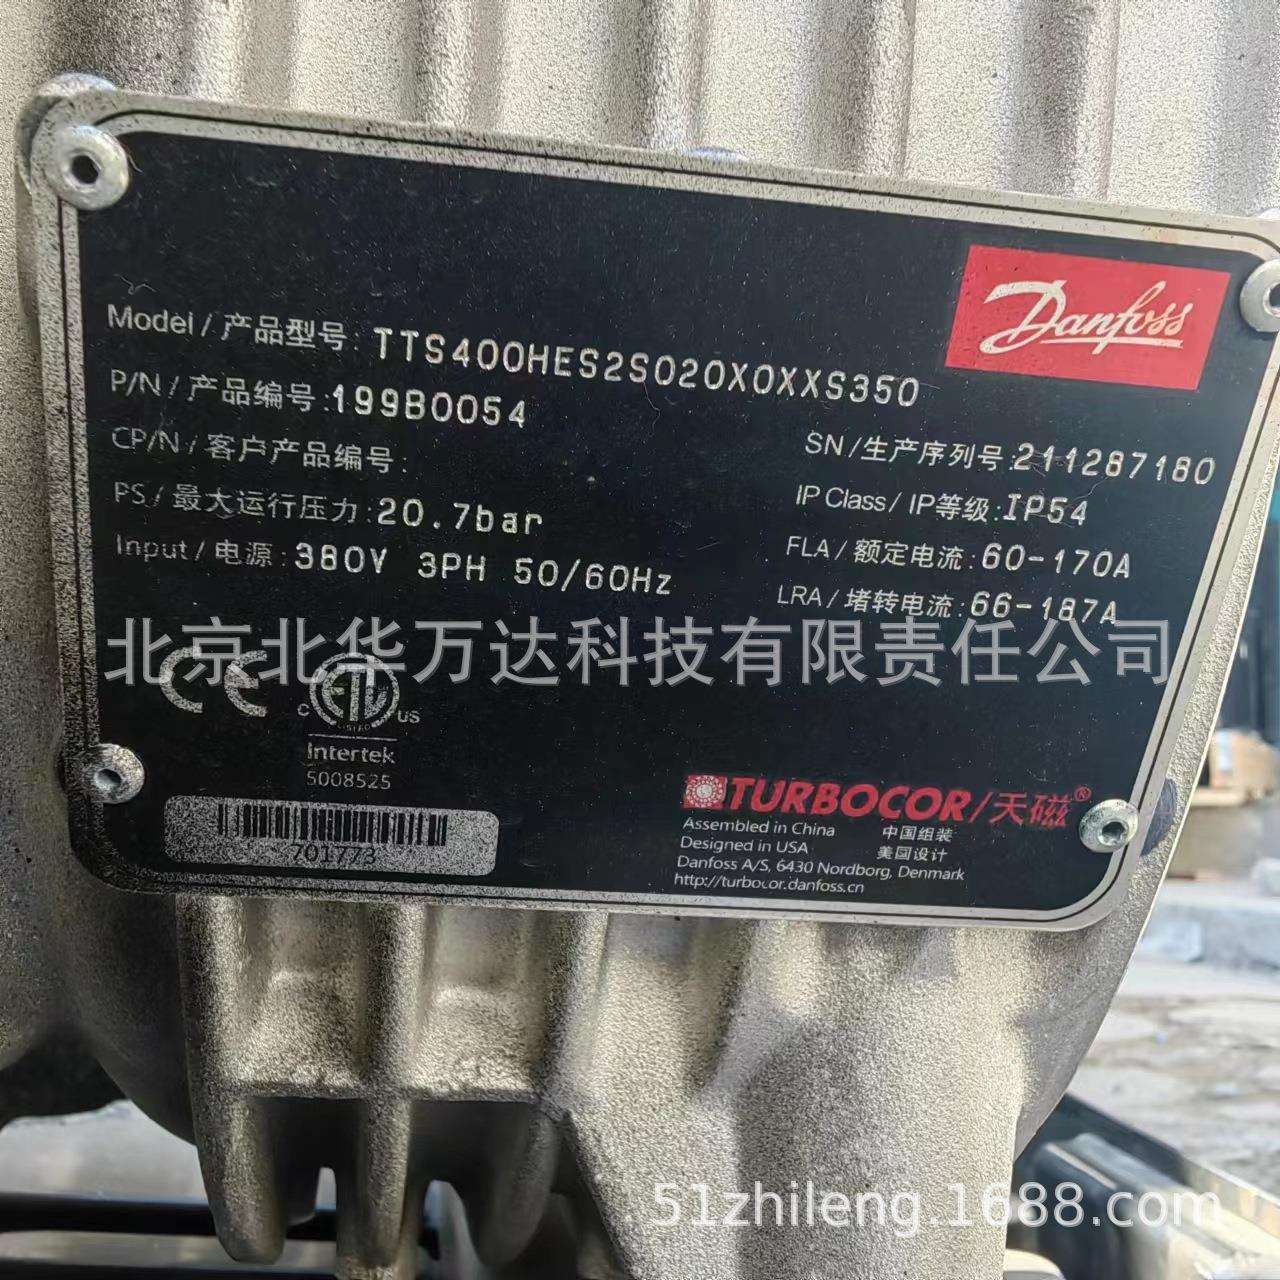 Danfoss
Model / 产品型号: TTS400HES2S020X0XXS350
P/N / 产品编号:199B0054
CP/N / 客户产品编号:
PS / 最大运行压力:20.7bar
Input / 电源: 380V 3PH 50/60Hz
SN / 生产序列号:211287180
IP Class / IP等级:IP54
FLA / 额定电流:60-170A
LRA / 堵转电流:66-187A
北京北华万达科技有限责任公司
CE
C ETL US
Intertek
5008525
701773
TURBOCOR/天磁®
Assembled in China 中国组装
Designed in USA 美国设计
Danfoss A/S, 6430 Nordborg, Denmark
http://turbocor.danfoss.cn
51zhileng.1688.com